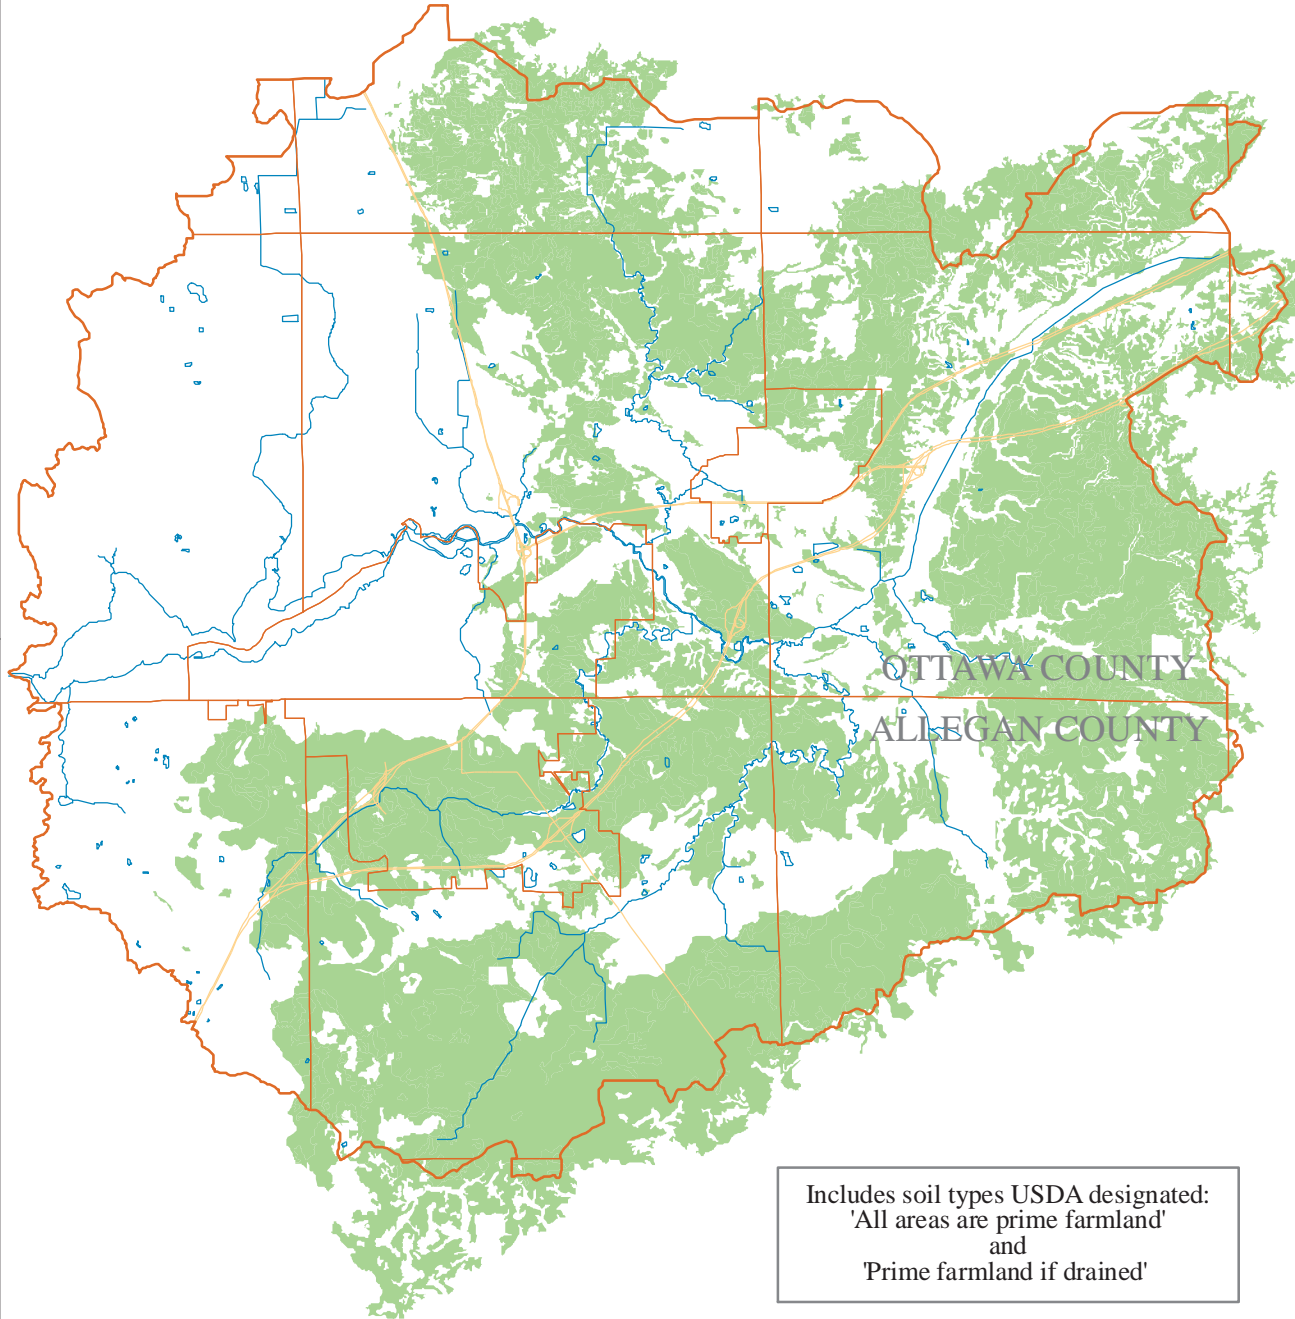 OTTAWA COUNTY
ALLEGAN COUNTY
Includes soil types USDA designated:
'All areas are prime farmland'
and
'Prime farmland if drained'